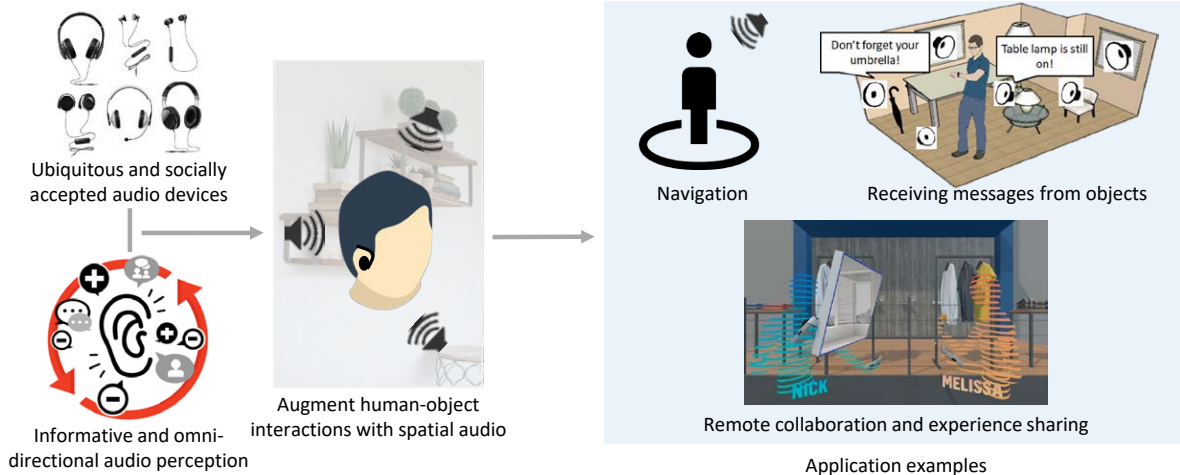 Ubiquitous and socially
accepted audio devices
Informative and omni-
directional audio perception
Augment human-object
interactions with spatial audio
Navigation
Don’t forget your
umbrella!
Table lamp is still
on!
Receiving messages from objects
NICK
MELISSA
Remote collaboration and experience sharing
Application examples